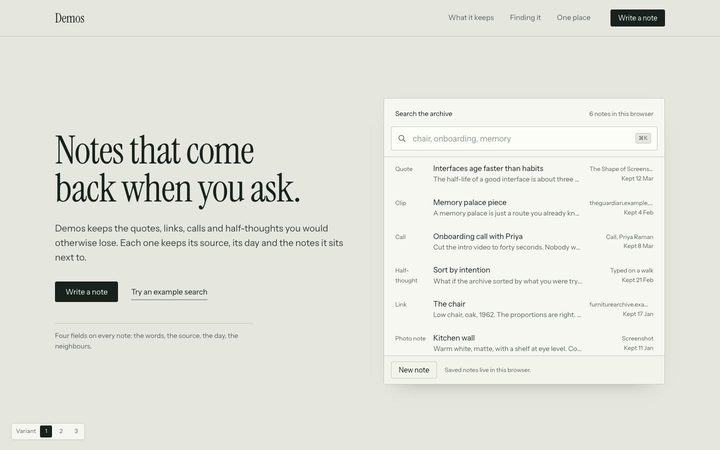 Demos
What it keeps
Finding it
One place
Write a note
Notes that come
back when you ask.
Demos keeps the quotes, links, calls and half-thoughts you would
otherwise lose. Each one keeps its source, its day and the notes it sits
next to.
Write a note
Try an example search
Four fields on every note: the words, the source, the day, the
neighbours.
Search the archive
6 notes in this browser
chair, onboarding, memory
⌘K
Quote
Interfaces age faster than habits
The half-life of a good interface is about three ...
The Shape of Screens...
Kept 12 Mar
Clip
Memory palace piece
A memory palace is just a route you already kn...
theguardian.example,...
Kept 4 Feb
Call
Onboarding call with Priya
Cut the intro video to forty seconds. Nobody w...
Call, Priya Raman
Kept 8 Mar
Half-
thought
Sort by intention
What if the archive sorted by what you were try...
Typed on a walk
Kept 21 Feb
Link
The chair
Low chair, oak, 1962. The proportions are right. ...
furniturearchive.exa...
Kept 17 Jan
Photo note
Kitchen wall
Warm white, matte, with a shelf at eye level. Co...
Screenshot
Kept 11 Jan
New note
Saved notes live in this browser.
Variant
1
2
3